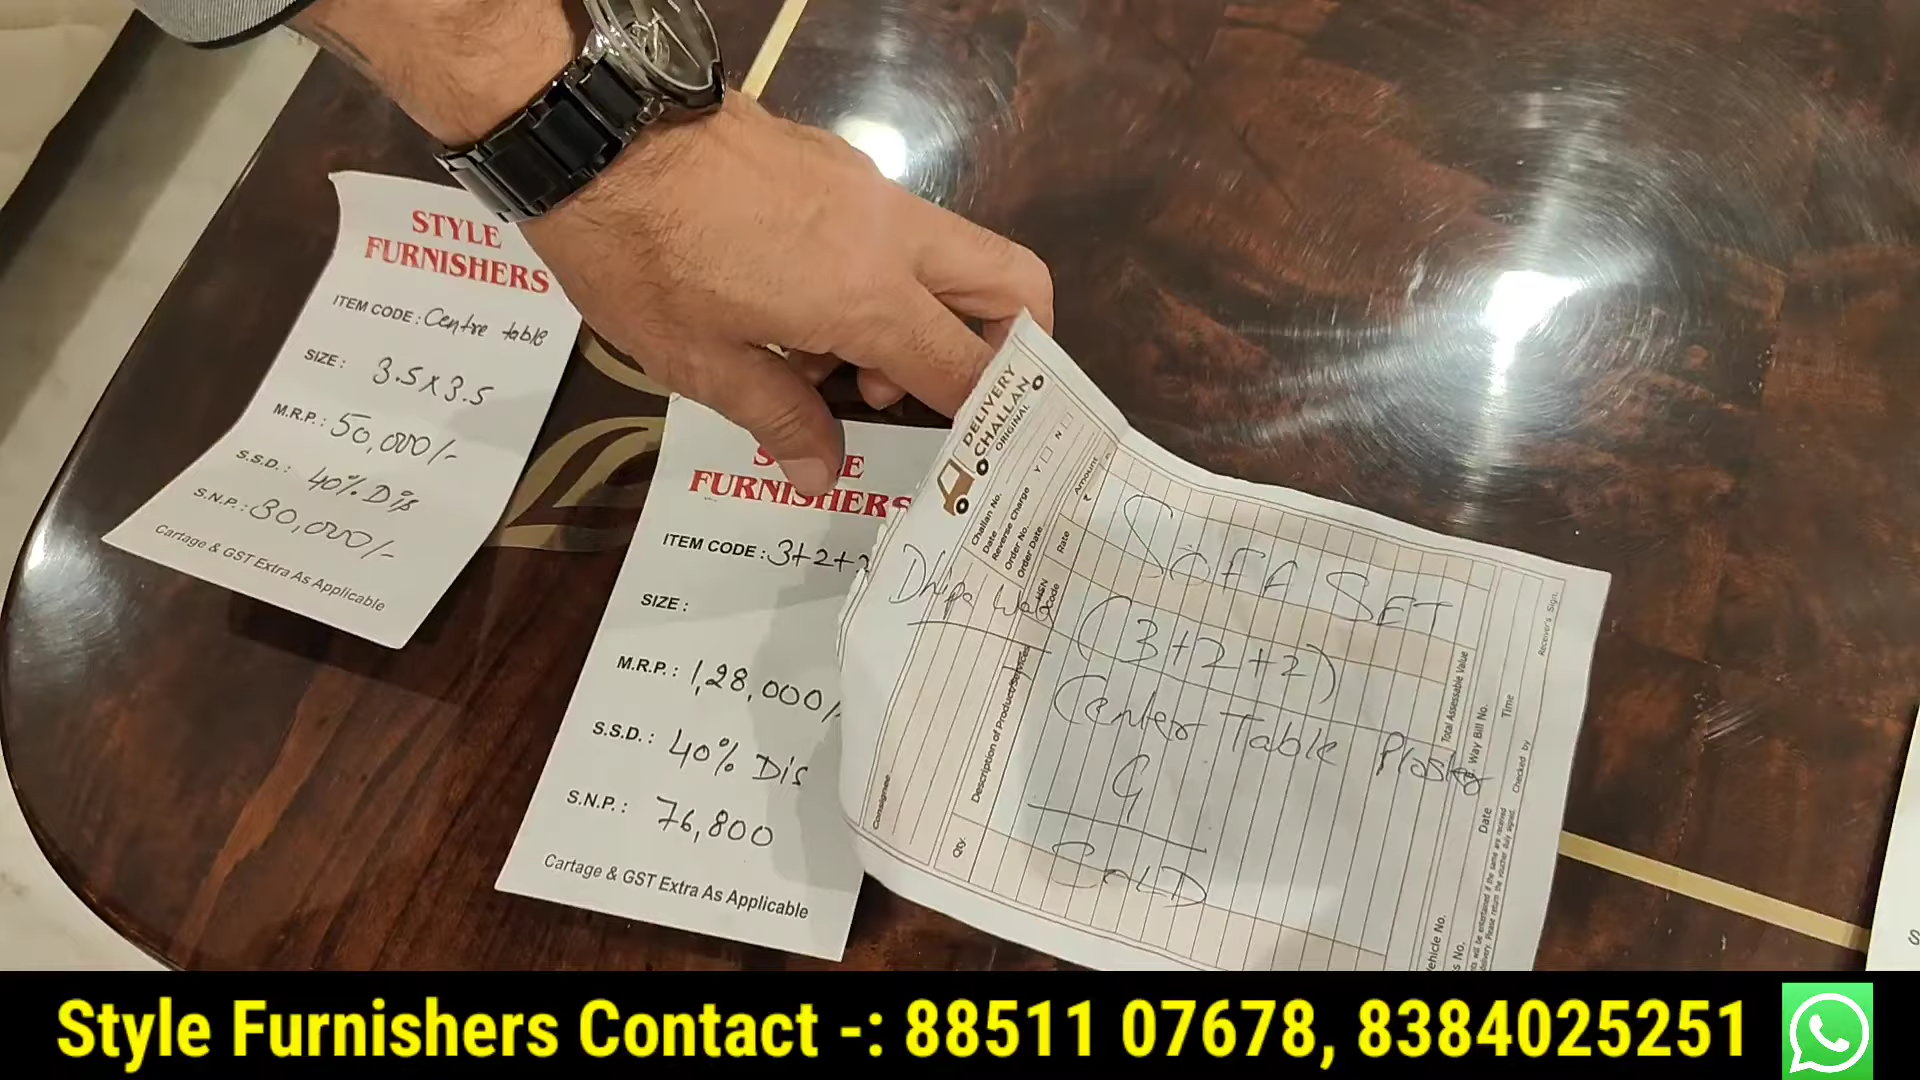 STYLE
FURNISHERS
ITEM CODE : Centre table
SIZE : 3.5x3.5
M.R.P.: 50,000/-
S.S.D. : 40% Dis
S.N.P. : 30,000/-
Cartage & GST Extra As Applicable
FURNISHERS
ITEM CODE : 3+2+2
SIZE :
M.R.P.: 1,28,000/
S.S.D. : 40% Dis
S.N.P. : 76,800
Cartage & GST Extra As Applicable
DELIVERY
CHALLAN
ORIGINAL
Challan No.
Date
Reverse Charge Y N
Order No.
Order Date
Consignee
Qty.
Description of Product/Services
HSN
Code
Rate
Amount
₹
SOFA SET
(3+2+2)
Center Table
Total Assessable Value
Way Bill No.
Date
Time
Checked by
Receiver's Sign.
Vehicle No.
s No.
Style Furnishers Contact -: 88511 07678, 8384025251